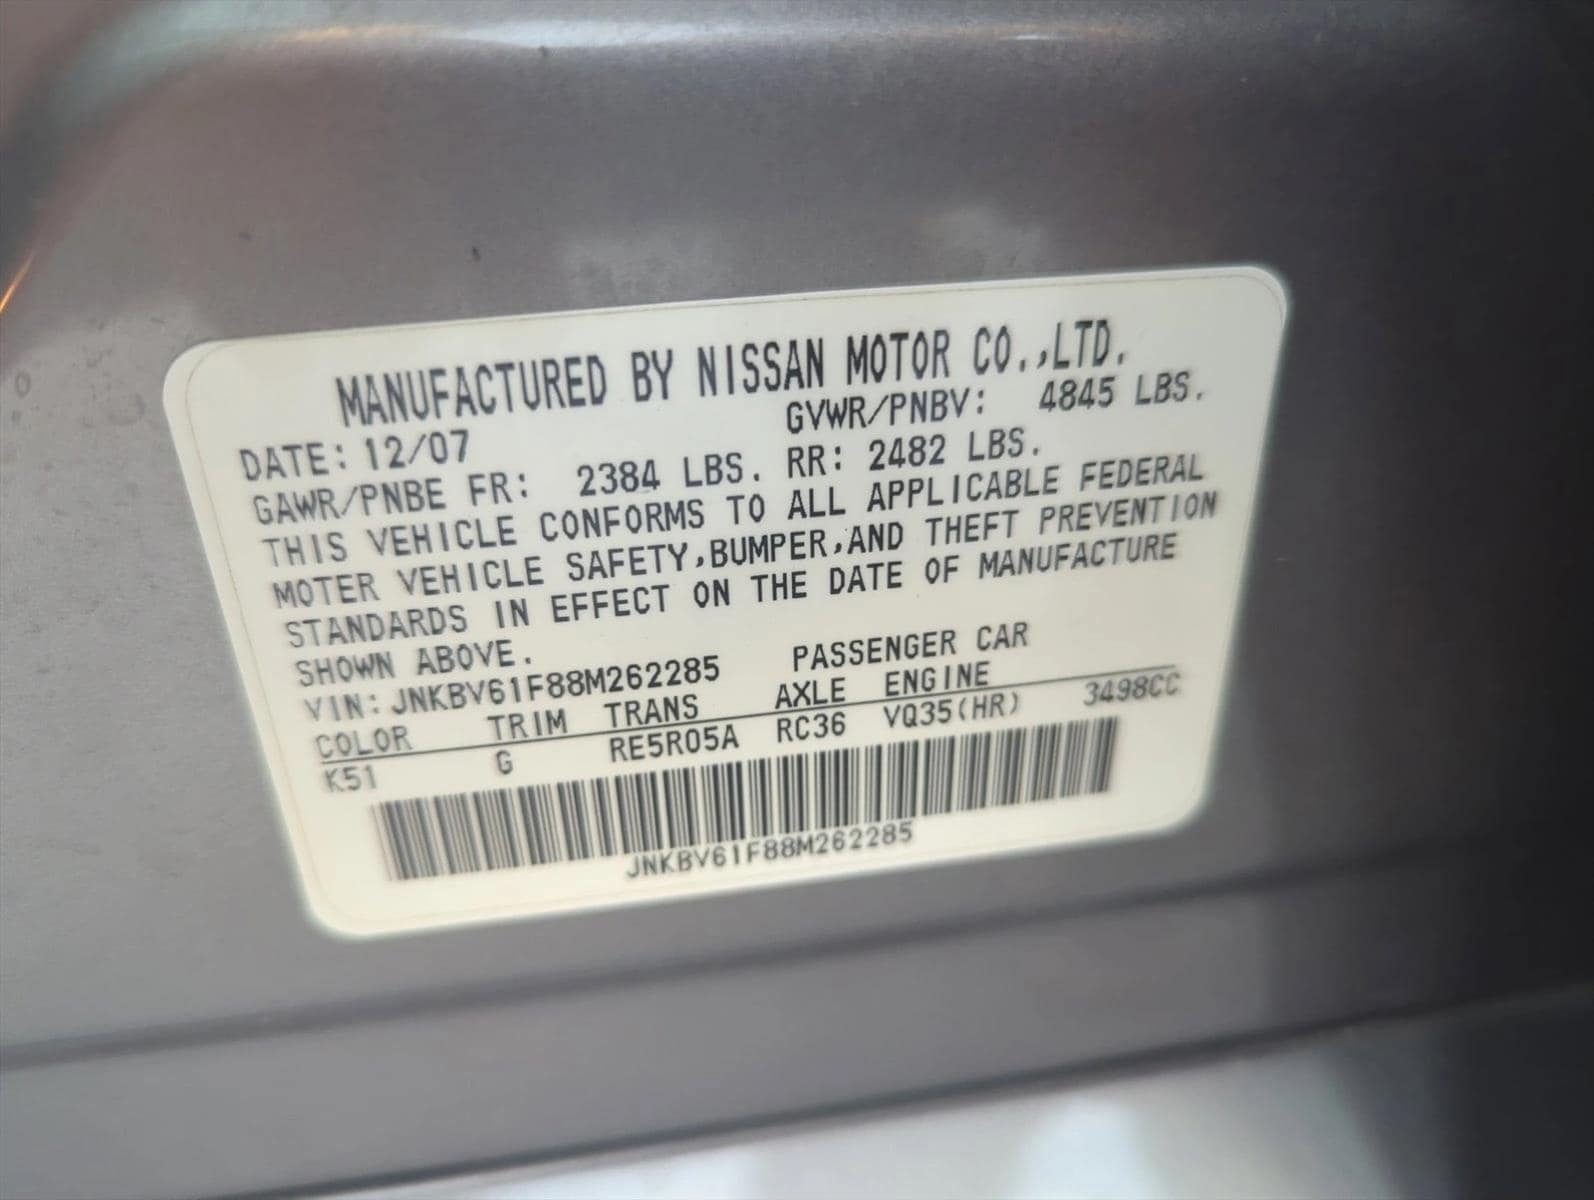 MANUFACTURED BY NISSAN MOTOR CO.,LTD.
DATE: 12/07 GVWR/PNBV: 4845 LBS.
GAWR/PNBE FR: 2384 LBS. RR: 2482 LBS.
THIS VEHICLE CONFORMS TO ALL APPLICABLE FEDERAL
MOTER VEHICLE SAFETY,BUMPER,AND THEFT PREVENTION
STANDARDS IN EFFECT ON THE DATE OF MANUFACTURE
SHOWN ABOVE.
VIN: JNKBV61F88M262285 PASSENGER CAR
COLOR TRIM TRANS AXLE ENGINE
K51 G RE5R05A RC36 VQ35(HR) 3498CC
JNKBV61F88M262285